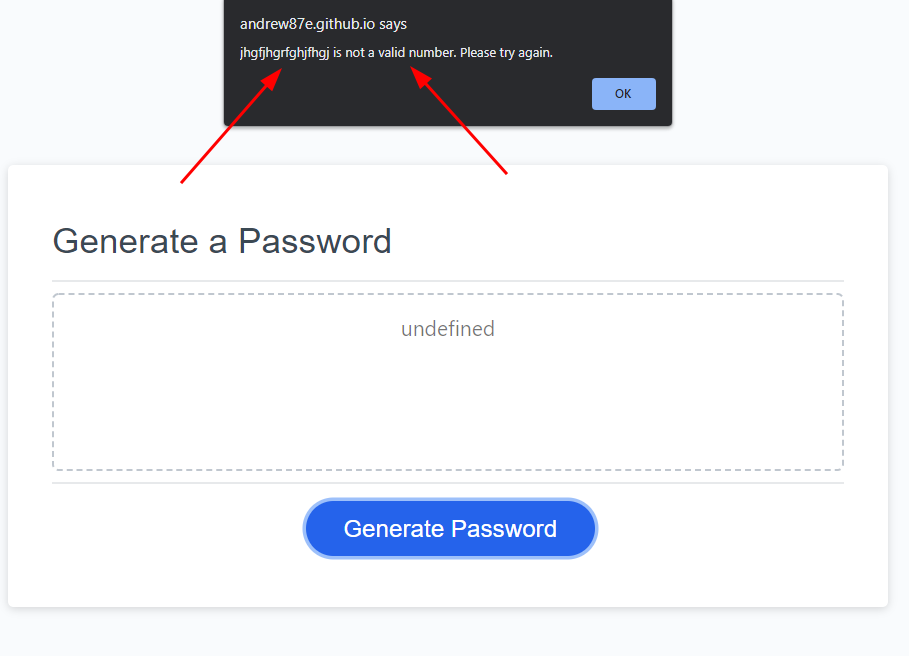 andrew87e.github.io says
jhgfjhgrfghjfhgj is not a valid number. Please try again.
OK
Generate a Password
undefined
Generate Password